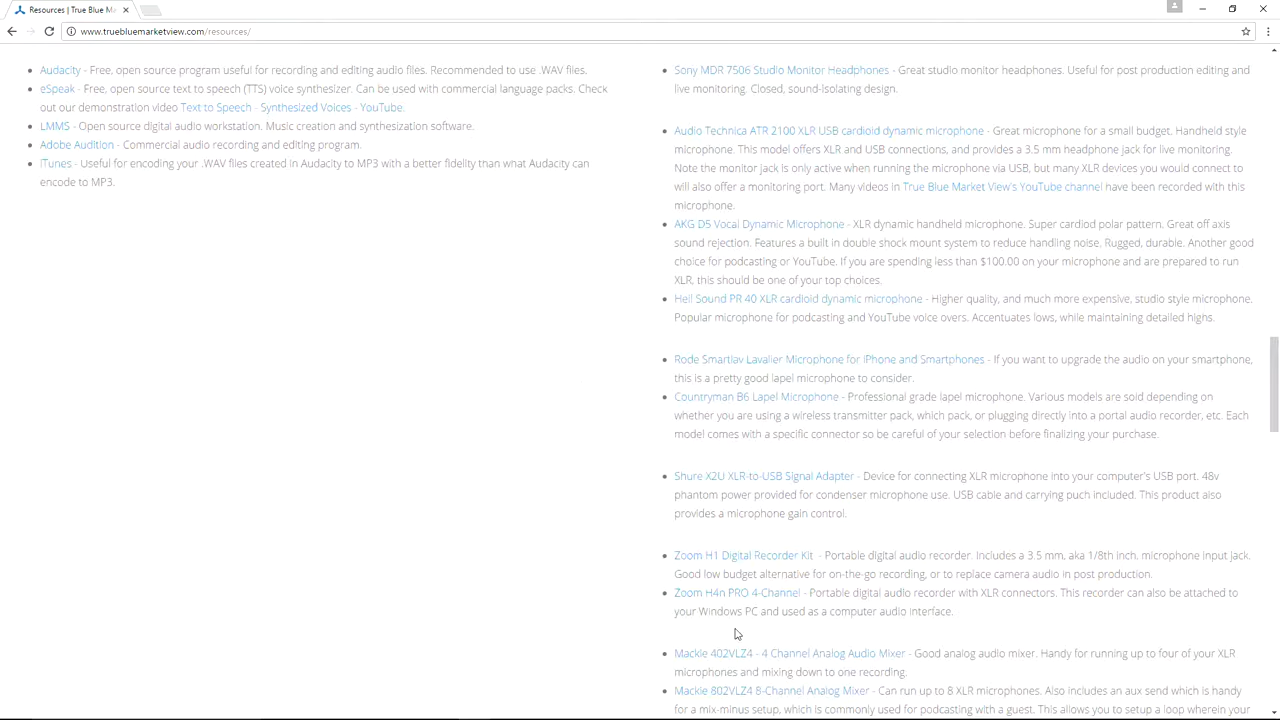 Resources | True Blue Ma
www.truebluemarketview.com/resources/
Audacity - Free, open source program useful for recording and editing audio files. Recommended to use .WAV files.
eSpeak - Free, open source text to speech (TTS) voice synthesizer. Can be used with commercial language packs. Check
out our demonstration video Text to Speech - Synthesized Voices - YouTube.
LMMS - Open source digital audio workstation. Music creation and synthesization software.
Adobe Audition - Commercial audio recording and editing program.
iTunes - Useful for encoding your .WAV files created in Audacity to MP3 with a better fidelity than what Audacity can
encode to MP3.
Sony MDR 7506 Studio Monitor Headphones - Great studio monitor headphones. Useful for post production editing and
live monitoring. Closed, sound-isolating design.
Audio Technica ATR 2100 XLR USB cardioid dynamic microphone - Great microphone for a small budget. Handheld style
microphone. This model offers XLR and USB connections, and provides a 3.5 mm headphone jack for live monitoring.
Note the monitor jack is only active when running the microphone via USB, but many XLR devices you would connect to
will also offer a monitoring port. Many videos in True Blue Market View's YouTube channel have been recorded with this
microphone.
AKG D5 Vocal Dynamic Microphone - XLR dynamic handheld microphone. Super cardiod polar pattern. Great off axis
sound rejection. Features a built in double shock mount system to reduce handling noise. Rugged, durable. Another good
choice for podcasting or YouTube. If you are spending less than $100.00 on your microphone and are prepared to run
XLR, this should be one of your top choices.
Heil Sound PR 40 XLR cardioid dynamic microphone - Higher quality, and much more expensive, studio style microphone.
Popular microphone for podcasting and YouTube voice overs. Accentuates lows, while maintaining detailed highs.
Rode Smartlav Lavalier Microphone for iPhone and Smartphones - If you want to upgrade the audio on your smartphone,
this is a pretty good lapel microphone to consider.
Countryman B6 Lapel Microphone - Professional grade lapel microphone. Various models are sold depending on
whether you are using a wireless transmitter pack, which pack, or plugging directly into a portal audio recorder, etc. Each
model comes with a specific connector so be careful of your selection before finalizing your purchase.
Shure X2U XLR-to-USB Signal Adapter - Device for connecting XLR microphone into your computer's USB port. 48v
phantom power provided for condenser microphone use. USB cable and carrying puch included. This product also
provides a microphone gain control.
Zoom H1 Digital Recorder Kit - Portable digital audio recorder. Includes a 3.5 mm, aka 1/8th inch, microphone input jack.
Good low budget alternative for on-the-go recording, or to replace camera audio in post production.
Zoom H4n PRO 4-Channel - Portable digital audio recorder with XLR connectors. This recorder can also be attached to
your Windows PC and used as a computer audio interface.
Mackie 402VLZ4 - 4 Channel Analog Audio Mixer - Good analog audio mixer. Handy for running up to four of your XLR
microphones and mixing down to one recording.
Mackie 802VLZ4 8-Channel Analog Mixer - Can run up to 8 XLR microphones. Also includes an aux send which is handy
for a mix-minus setup, which is commonly used for podcasting with a guest. This allows you to setup a loop wherein your